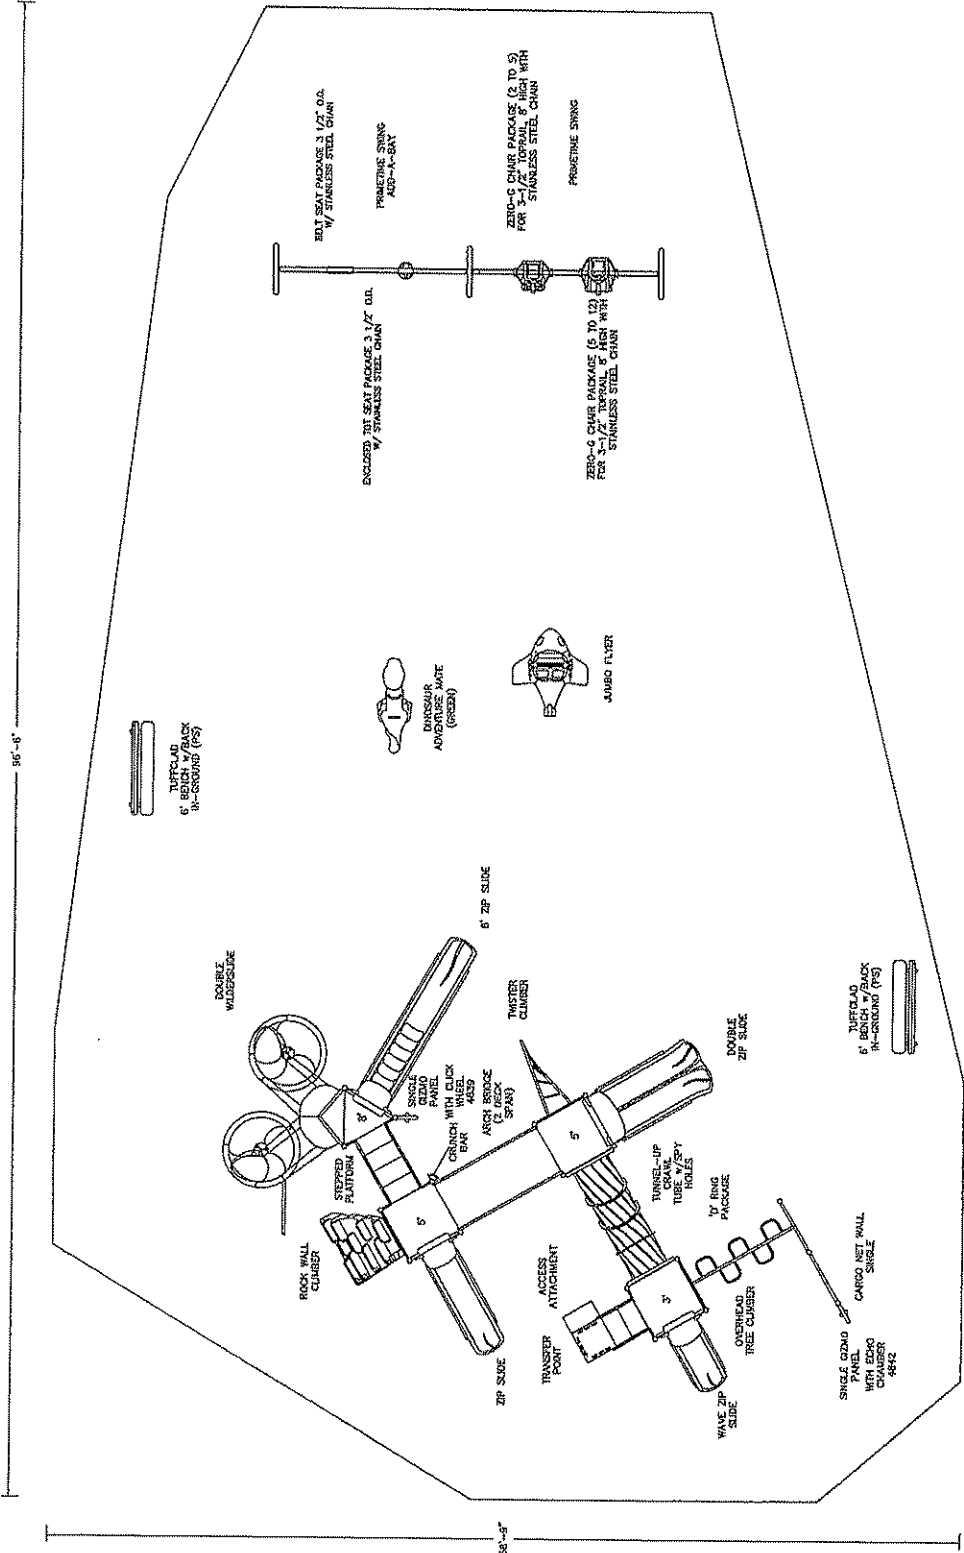 96'-6"
BELT SEAT PACKAGE 3 1/2" O.D.
W/ STAINLESS STEEL CHAIN
PRIMETIME SWING
ADD-A-BAY
ZERO-G CHAIR PACKAGE (2 TO 5)
FOR 3-1/2" TOPRAIL, 8' HIGH WITH
STAINLESS STEEL CHAIN
PRIMETIME SWING
ENCLOSED TOT SEAT PACKAGE 3 1/2" O.D.
W/ STAINLESS STEEL CHAIN
ZERO-G CHAIR PACKAGE (5 TO 12)
FOR 3-1/2" TOPRAIL, 8' HIGH WITH
STAINLESS STEEL CHAIN
TUFFCLAD
6' BENCH w/BACK
IN-GROUND (PS)
DINOSAUR
ADVENTURE MATE
(GREEN)
JUMBO FLYER
DOUBLE
WILDERSLIDE
6' ZIP SLIDE
TWISTER
CLIMBER
DOUBLE
ZIP SLIDE
TUFFCLAD
6' BENCH w/BACK
IN-GROUND (PS)
8'
SINGLE
GIZMO
PANEL
CRUNCH WITH CLICK
BAR WHEEL
4839
ARCH BRIDGE
(2 DECK
SPAN)
STEPPED
PLATFORM
5'
5'
ROCK WALL
CLIMBER
TUNNEL-UP
CRAWL
TUBE w/SPY
HOLES
'D' RING
PACKAGE
ACCESS
ATTACHMENT
3'
TRANSFER
POINT
ZIP SLIDE
OVERHEAD
TREE CLIMBER
CARGO NET WALL
SINGLE
WAVE ZIP
SLIDE
SINGLE GIZMO
PANEL
WITH ECHO
CHAMBER
4842